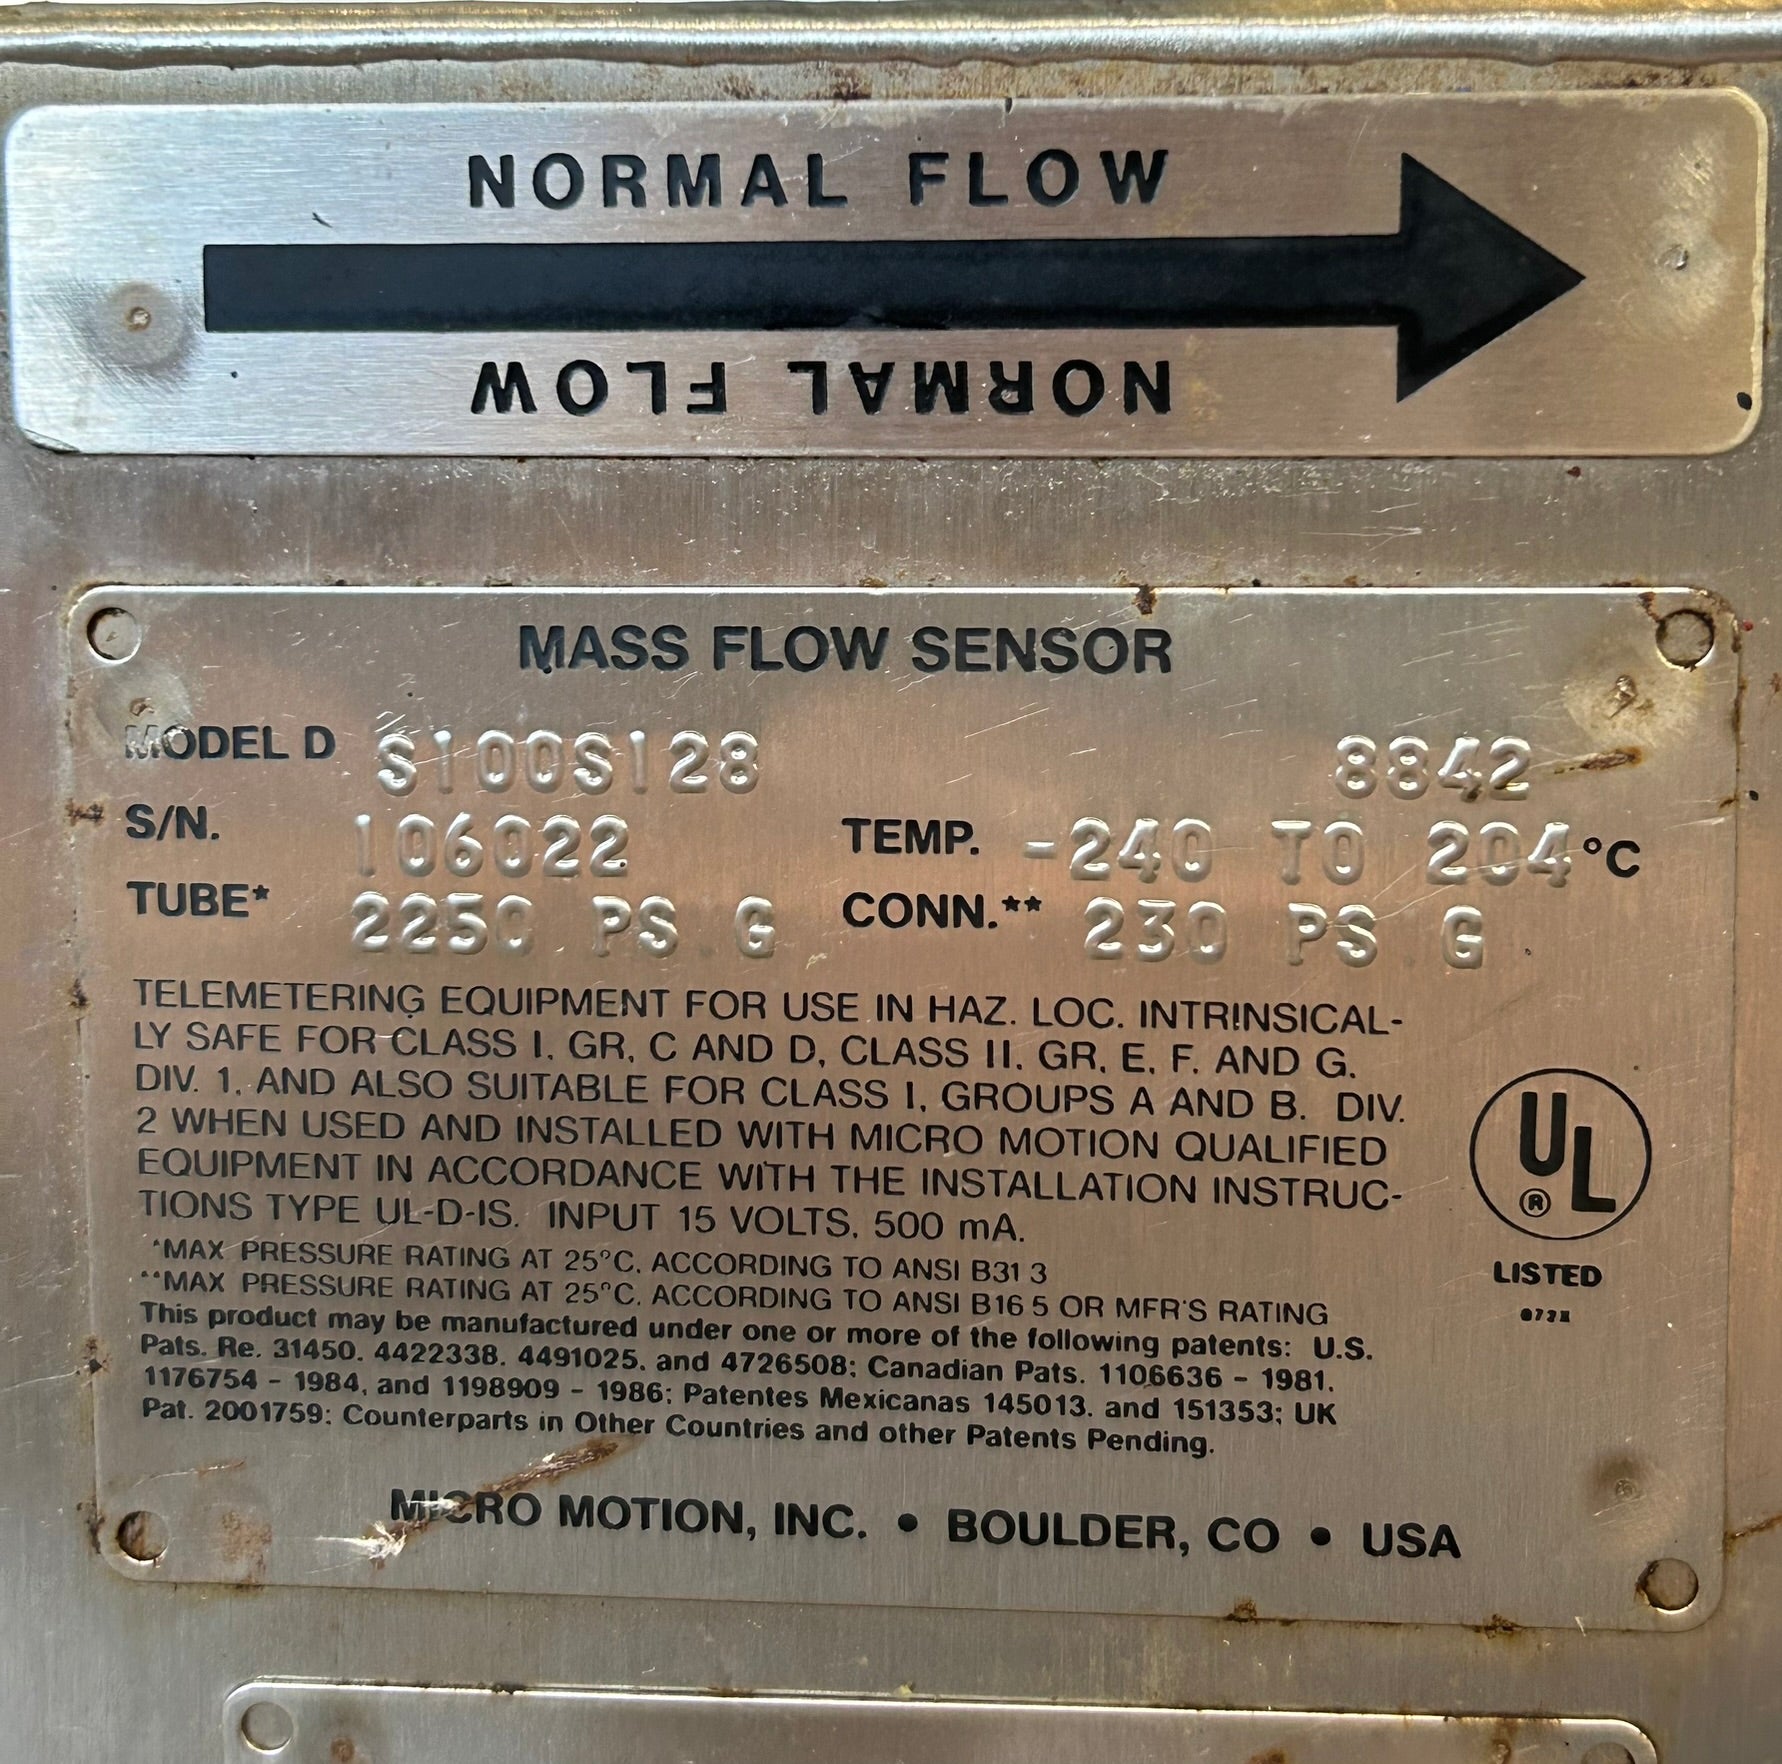 NORMAL FLOW
NORMAL FLOW
MASS FLOW SENSOR
MODEL D S100S128 8842
S/N. 106022 TEMP. -240 TO 204 °C
TUBE* 2250 PS G CONN.** 230 PS G
TELEMETERING EQUIPMENT FOR USE IN HAZ. LOC. INTRINSICAL-
LY SAFE FOR CLASS I, GR, C AND D, CLASS II, GR, E, F, AND G.
DIV. 1, AND ALSO SUITABLE FOR CLASS I, GROUPS A AND B. DIV.
2 WHEN USED AND INSTALLED WITH MICRO MOTION QUALIFIED
EQUIPMENT IN ACCORDANCE WITH THE INSTALLATION INSTRUC-
TIONS TYPE UL-D-IS. INPUT 15 VOLTS, 500 mA.
*MAX PRESSURE RATING AT 25°C, ACCORDING TO ANSI B31 3
**MAX PRESSURE RATING AT 25°C, ACCORDING TO ANSI B16 5 OR MFR'S RATING
This product may be manufactured under one or more of the following patents: U.S.
Pats. Re. 31450, 4422338, 4491025, and 4726508; Canadian Pats. 1106636 - 1981,
1176754 - 1984, and 1198909 - 1986; Patentes Mexicanas 145013, and 151353; UK
Pat. 2001759; Counterparts in Other Countries and other Patents Pending.
UL ®
LISTED
MICRO MOTION, INC. • BOULDER, CO • USA